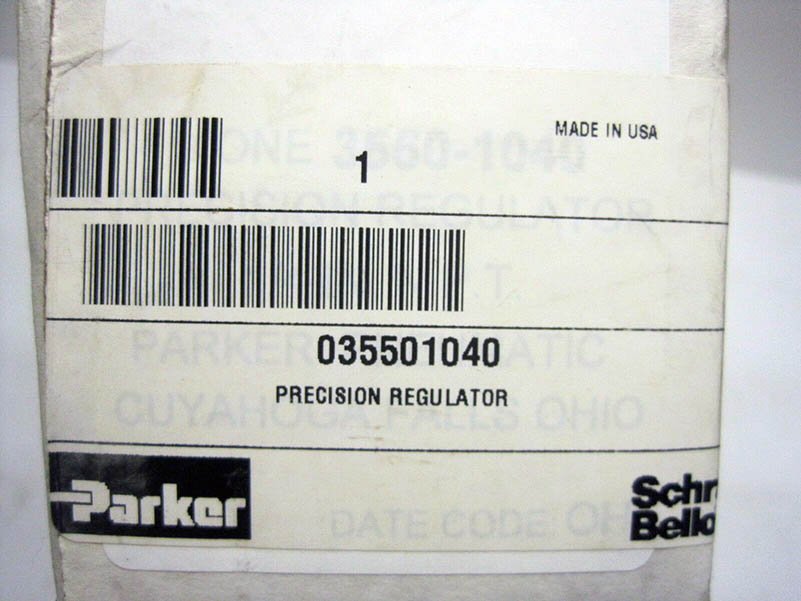 MADE IN USA
1
ONE 3560-1040
PRECISION REGULATOR
T
035501040
PARKER MATIC
PRECISION REGULATOR
CUYAHOGA FALLS OHIO
Parker
Schr
Bello
DATE CODE OH